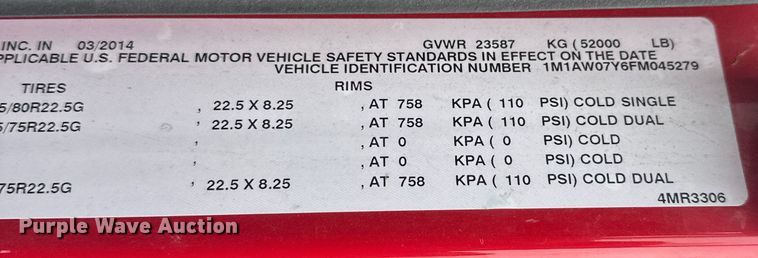 INC. IN 03/2014 GVWR 23587 KG ( 52000 LB)
PPLICABLE U.S. FEDERAL MOTOR VEHICLE SAFETY STANDARDS IN EFFECT ON THE DATE
VEHICLE IDENTIFICATION NUMBER 1M1AW07Y6FM045279
TIRES RIMS
5/80R22.5G , 22.5 X 8.25 , AT 758 KPA ( 110 PSI) COLD SINGLE
/75R22.5G , 22.5 X 8.25 , AT 758 KPA ( 110 PSI) COLD DUAL
, , AT 0 KPA ( 0 PSI) COLD
, , AT 0 KPA ( 0 PSI) COLD
75R22.5G , 22.5 X 8.25 , AT 758 KPA ( 110 PSI) COLD DUAL
4MR3306
Purple Wave Auction